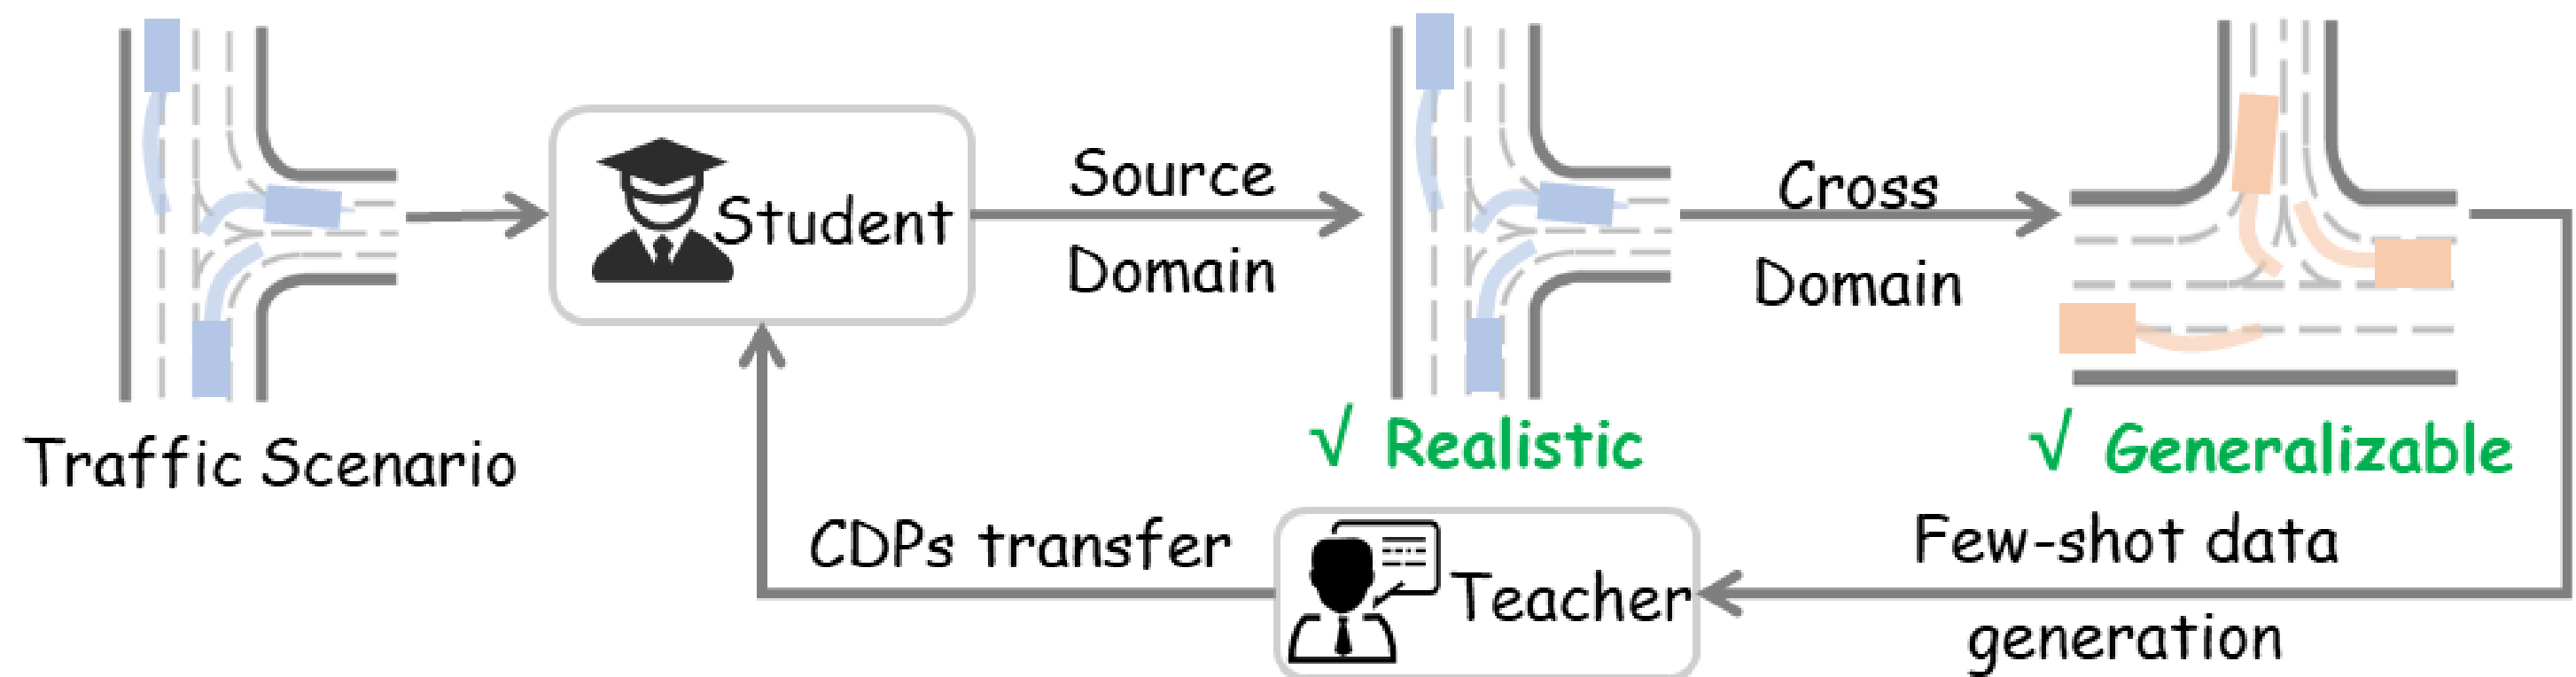 Traffic Scenario
Student
Source
Domain
√ Realistic
Cross
Domain
√ Generalizable
Few-shot data
generation
Teacher
CDPs transfer